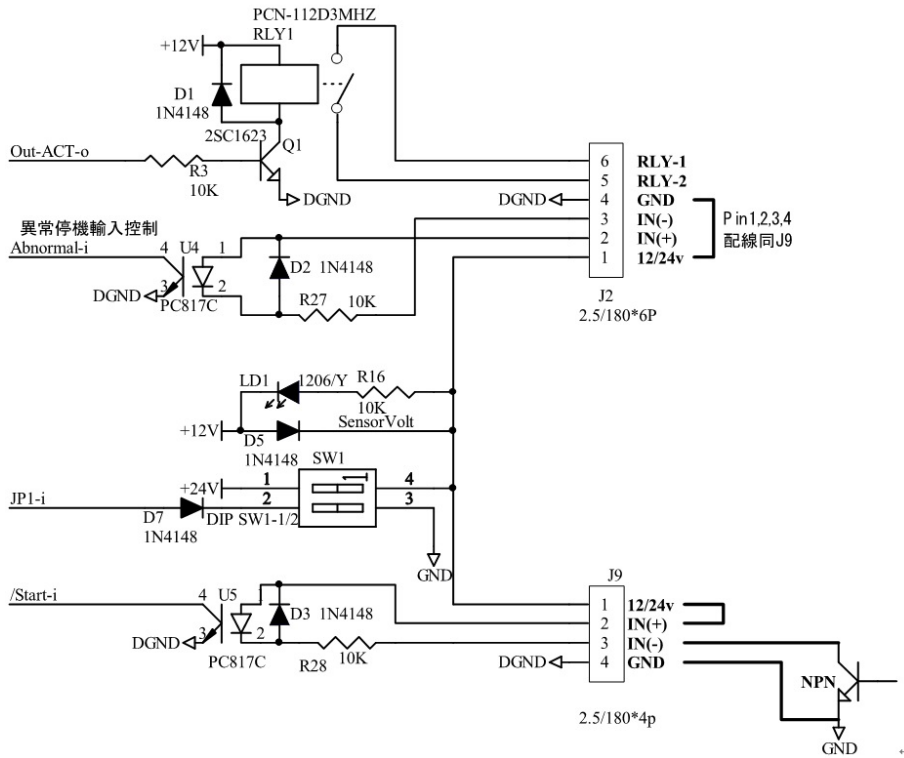 PCN-112D3MHZ
RLY1
+12V
D1
1N4148
2SC1623
Q1
Out-ACT-o
R3
10K
DGND
6 RLY-1
5 RLY-2
DGND 4 GND
3 IN(-)
2 IN(+)
1 12/24v
P in1,2,3,4
配線同J9
J2
2.5/180*6P
異常停機輸入控制
Abnormal-i
4 U4 1
D2 1N4148
DGND 3 2
PC817C
R27 10K
LD1 1206/Y R16
10K
SensorVolt
+12V
D5
1N4148
SW1
+24V 1 4
JP1-i
2 3
D7 DIP SW1-1/2
1N4148
GND
J9
/Start-i
4 U5 1
D3 1N4148
DGND 3 2
PC817C
R28 10K
1 12/24v
2 IN(+)
3 IN(-)
DGND 4 GND
NPN
2.5/180*4p
GND